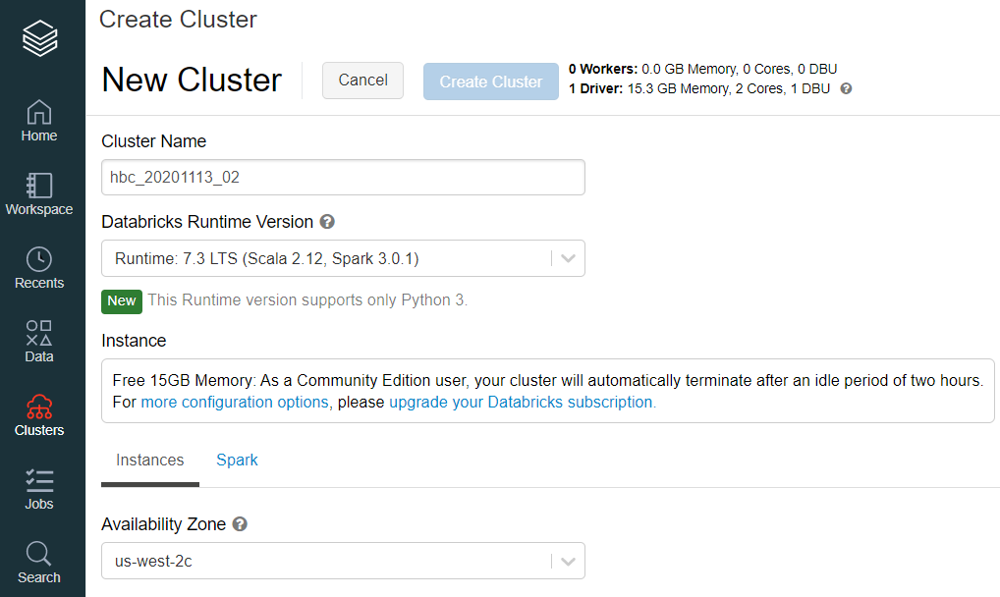 Create Cluster
New Cluster
Cancel
Create Cluster
0 Workers: 0.0 GB Memory, 0 Cores, 0 DBU
1 Driver: 15.3 GB Memory, 2 Cores, 1 DBU ?
Home
Workspace
Recents
Data
Clusters
Jobs
Search
Cluster Name
hbc_20201113_02
Databricks Runtime Version ?
Runtime: 7.3 LTS (Scala 2.12, Spark 3.0.1)
New This Runtime version supports only Python 3.
Instance
Free 15GB Memory: As a Community Edition user, your cluster will automatically terminate after an idle period of two hours.
For more configuration options, please upgrade your Databricks subscription.
Instances Spark
Availability Zone ?
us-west-2c